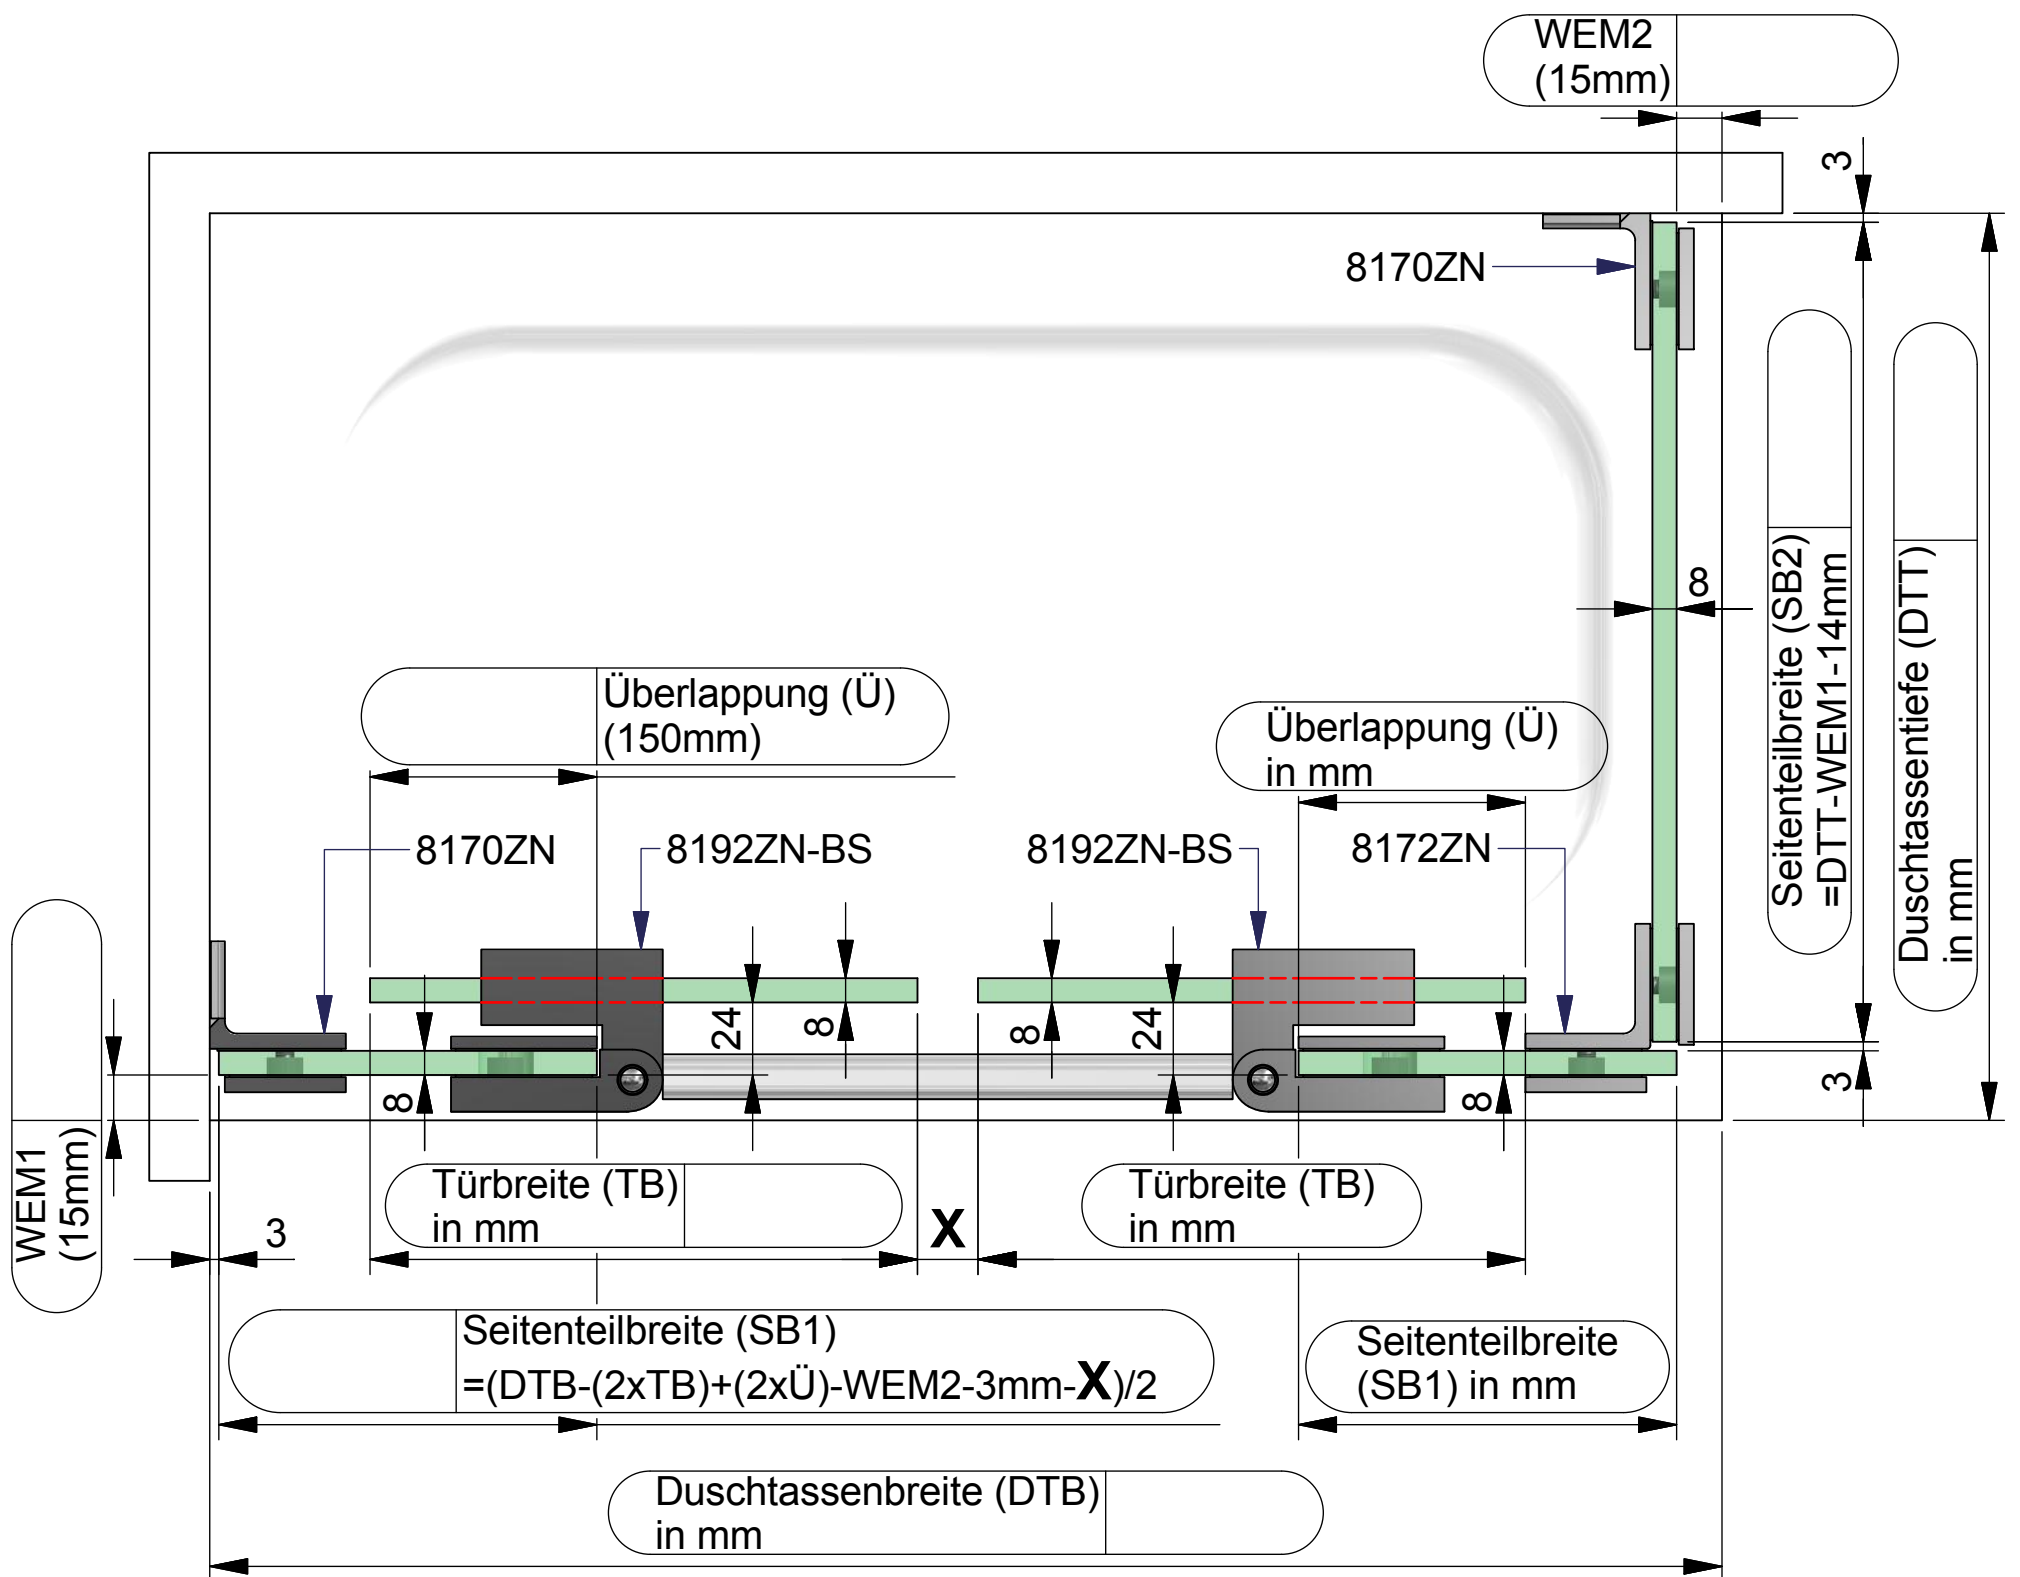 WEM2
(15mm)
3
8170ZN
8
Seitenteilbreite (SB2)
=DTT-WEM1-14mm
Duschtassentiefe (DTT)
in mm
Überlappung (Ü)
(150mm)
Überlappung (Ü)
in mm
8170ZN
8192ZN-BS
8192ZN-BS
8172ZN
24
8
8
24
8
8
3
WEM1
(15mm)
3
Türbreite (TB)
in mm
X
Türbreite (TB)
in mm
Seitenteilbreite (SB1)
=(DTB-(2xTB)+(2xÜ)-WEM2-3mm-X)/2
Seitenteilbreite
(SB1) in mm
Duschtassenbreite (DTB)
in mm